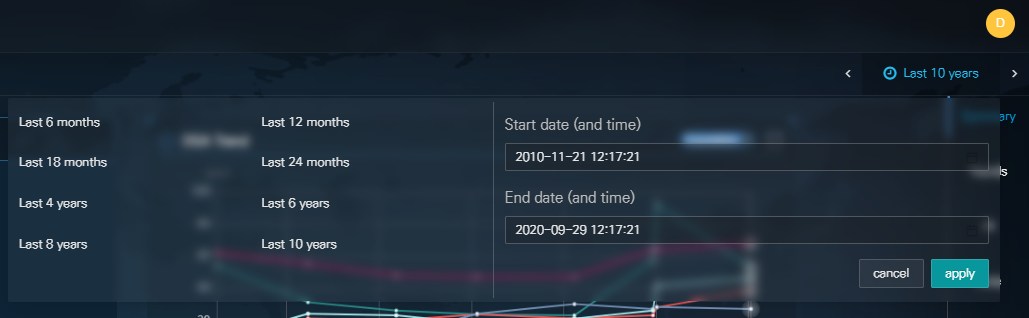 D
Last 10 years
Last 6 months
Last 12 months
Last 18 months
Last 24 months
Last 4 years
Last 6 years
Last 8 years
Last 10 years
Start date (and time)
2010-11-21 12:17:21
End date (and time)
2020-09-29 12:17:21
cancel
apply